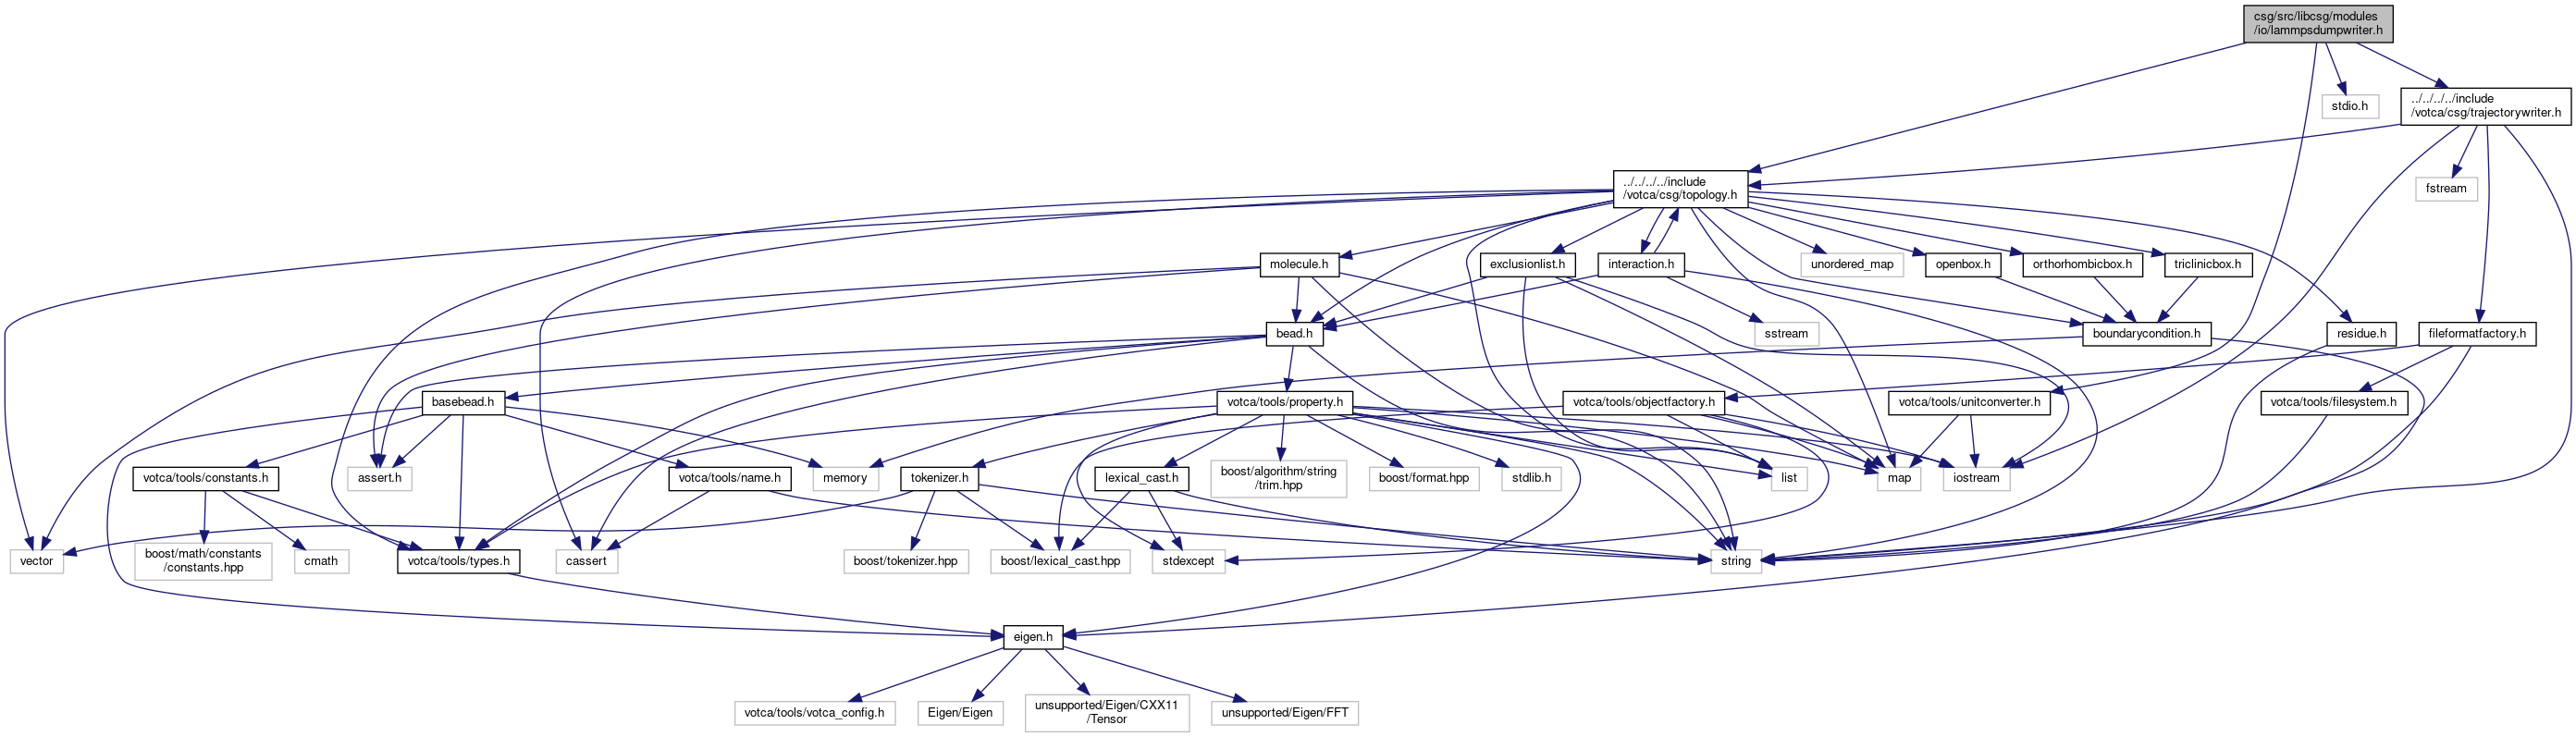 csg/src/libcsg/modules
/io/lammpsdumpwriter.h
stdio.h
../../../../include
/votca/csg/trajectorywriter.h
../../../../include
/votca/csg/topology.h
fstream
molecule.h
exclusionlist.h
interaction.h
unordered_map
openbox.h
orthorhombicbox.h
triclinicbox.h
bead.h
sstream
boundarycondition.h
residue.h
fileformatfactory.h
basebead.h
votca/tools/property.h
votca/tools/objectfactory.h
votca/tools/unitconverter.h
votca/tools/filesystem.h
votca/tools/constants.h
assert.h
votca/tools/name.h
memory
tokenizer.h
lexical_cast.h
boost/algorithm/string
/trim.hpp
boost/format.hpp
stdlib.h
list
map
iostream
vector
boost/math/constants
/constants.hpp
cmath
votca/tools/types.h
cassert
boost/tokenizer.hpp
boost/lexical_cast.hpp
stdexcept
string
eigen.h
votca/tools/votca_config.h
Eigen/Eigen
unsupported/Eigen/CXX11
/Tensor
unsupported/Eigen/FFT